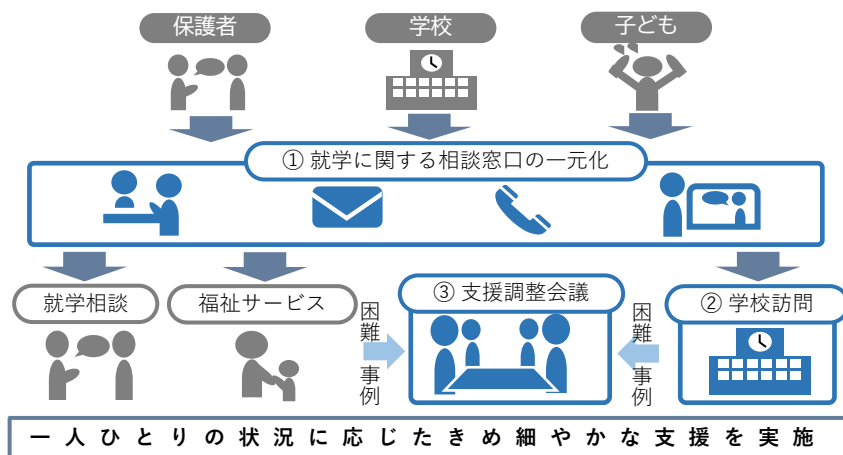 保護者
学校
子ども
① 就学に関する相談窓口の一元化
就学相談
福祉サービス
③ 支援調整会議
② 学校訪問
困難事例
困難事例
一人ひとりの状況に応じたきめ細やかな支援を実施